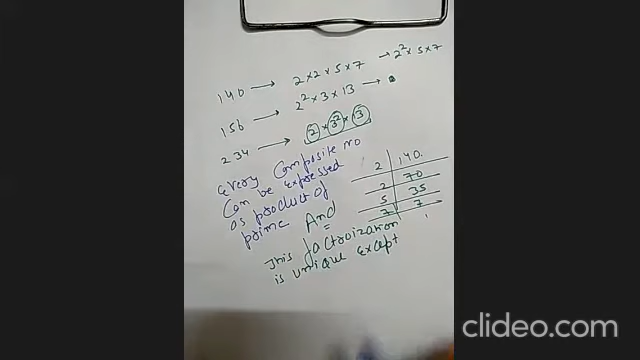 140 → 2×2×5×7 → 2²×5×7
156 → 2²×3×13 →
234 → 2×3²×13
Every Composite no
Can be expressed
as product of
prime And
This factroization
is unique except
2 | 140.
2 | 70
5 | 35
7 | 7
1
clideo.com